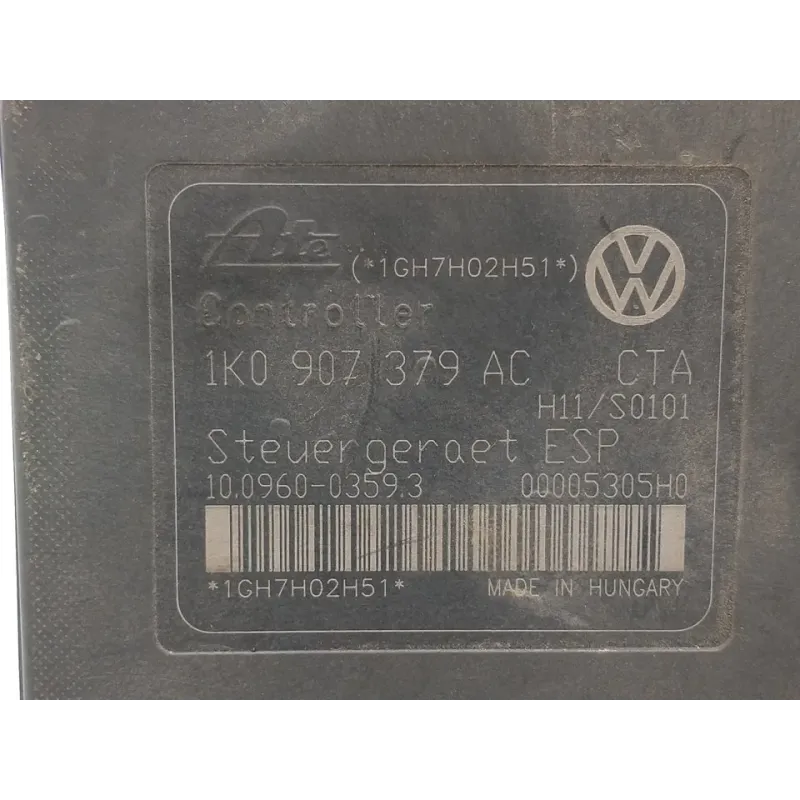 Ate (*1GH7H02H51*) VW
Controller
1K0 907 379 AC CTA
H11/S0101
Steuergeraet ESP
10.0960-0359.3 00005305H0
*1GH7H02H51* MADE IN HUNGARY